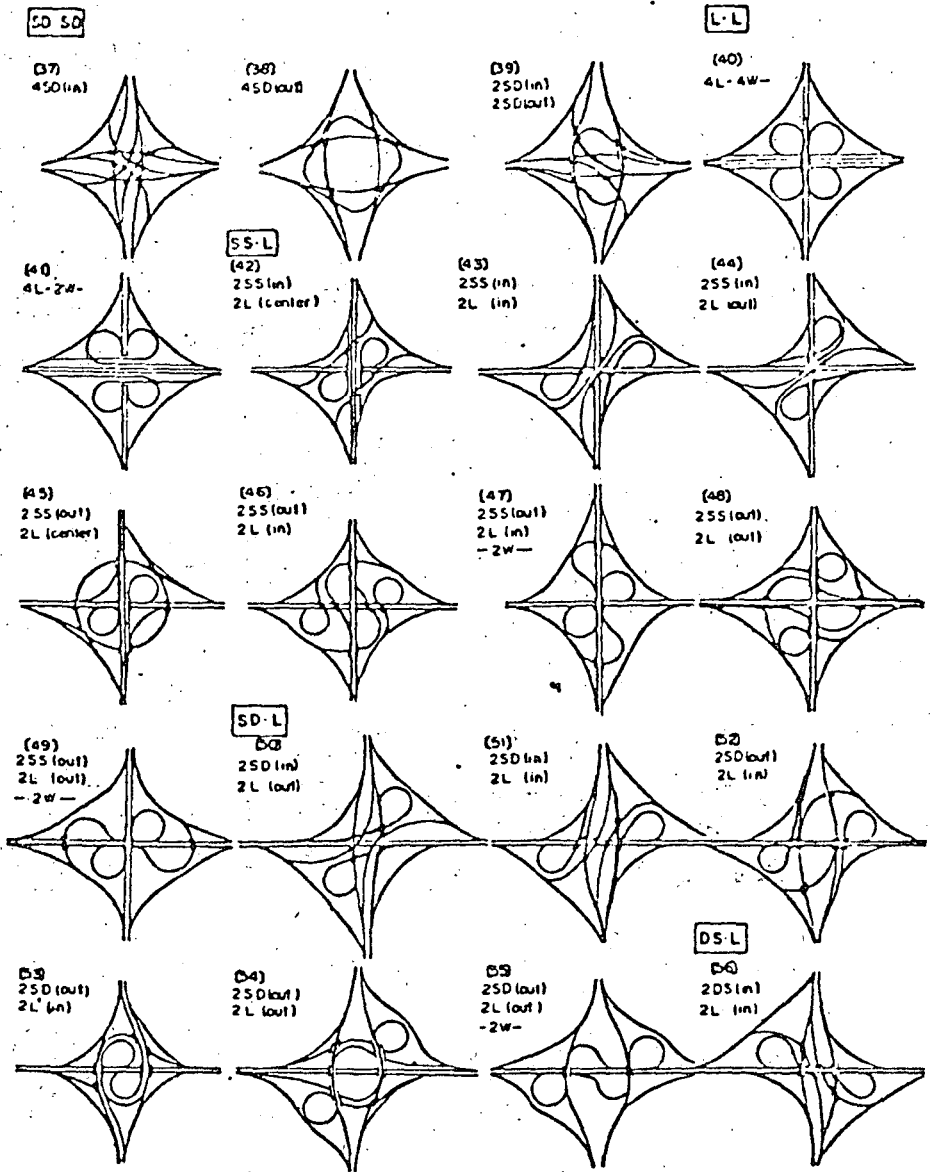 SD·SD
L·L
(37)
4SD(in)
(38)
4SD(out)
(39)
2SD(in)
2SD(out)
(40)
4L-4W-
(41)
4L-2W-
SS·L
(42)
2SS(in)
2L (center)
(43)
2SS(in)
2L (in)
(44)
2SS(in)
2L (out)
(45)
2SS(out)
2L (center)
(46)
2SS(out)
2L (in)
(47)
2SS(out)
2L (in)
-2W-
(48)
2SS(out)
2L (out)
SD·L
(49)
2SS(out)
2L (out)
-2W-
(50)
2SD(in)
2L (out)
(51)
2SD(in)
2L (in)
(52)
2SD(out)
2L (in)
DS·L
(53)
2SD(out)
2L (in)
(54)
2SD(out)
2L (out)
(55)
2SD(out)
2L (out)
-2W-
(56)
2DS(in)
2L (in)